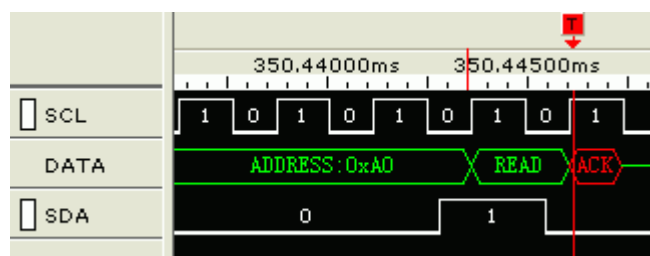 T
350.44000ms 350.44500ms
SCL 1 0 1 0 1 0 1 0 1
DATA ADDRESS:0xA0 READ ACK
SDA 0 1